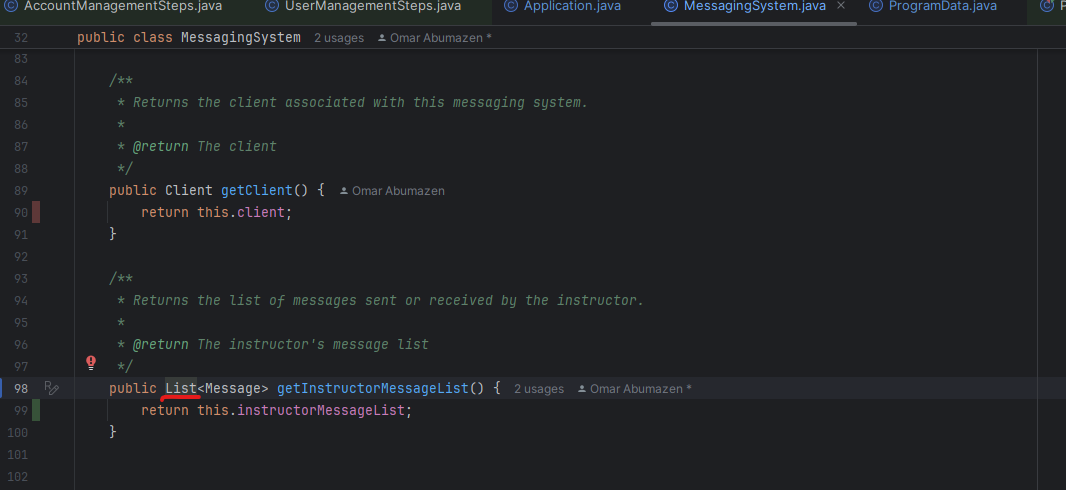 AccountManagementSteps.java UserManagementSteps.java Application.java MessagingSystem.java × ProgramData.java
32 public class MessagingSystem 2 usages Omar Abumazen *
83
84 /**
85 * Returns the client associated with this messaging system.
86 *
87 * @return The client
88 */
89 public Client getClient() { Omar Abumazen
90 return this.client;
91 }
92
93 /**
94 * Returns the list of messages sent or received by the instructor.
95 *
96 * @return The instructor's message list
97 */
98 public List<Message> getInstructorMessageList() { 2 usages Omar Abumazen *
99 return this.instructorMessageList;
100 }
101
102